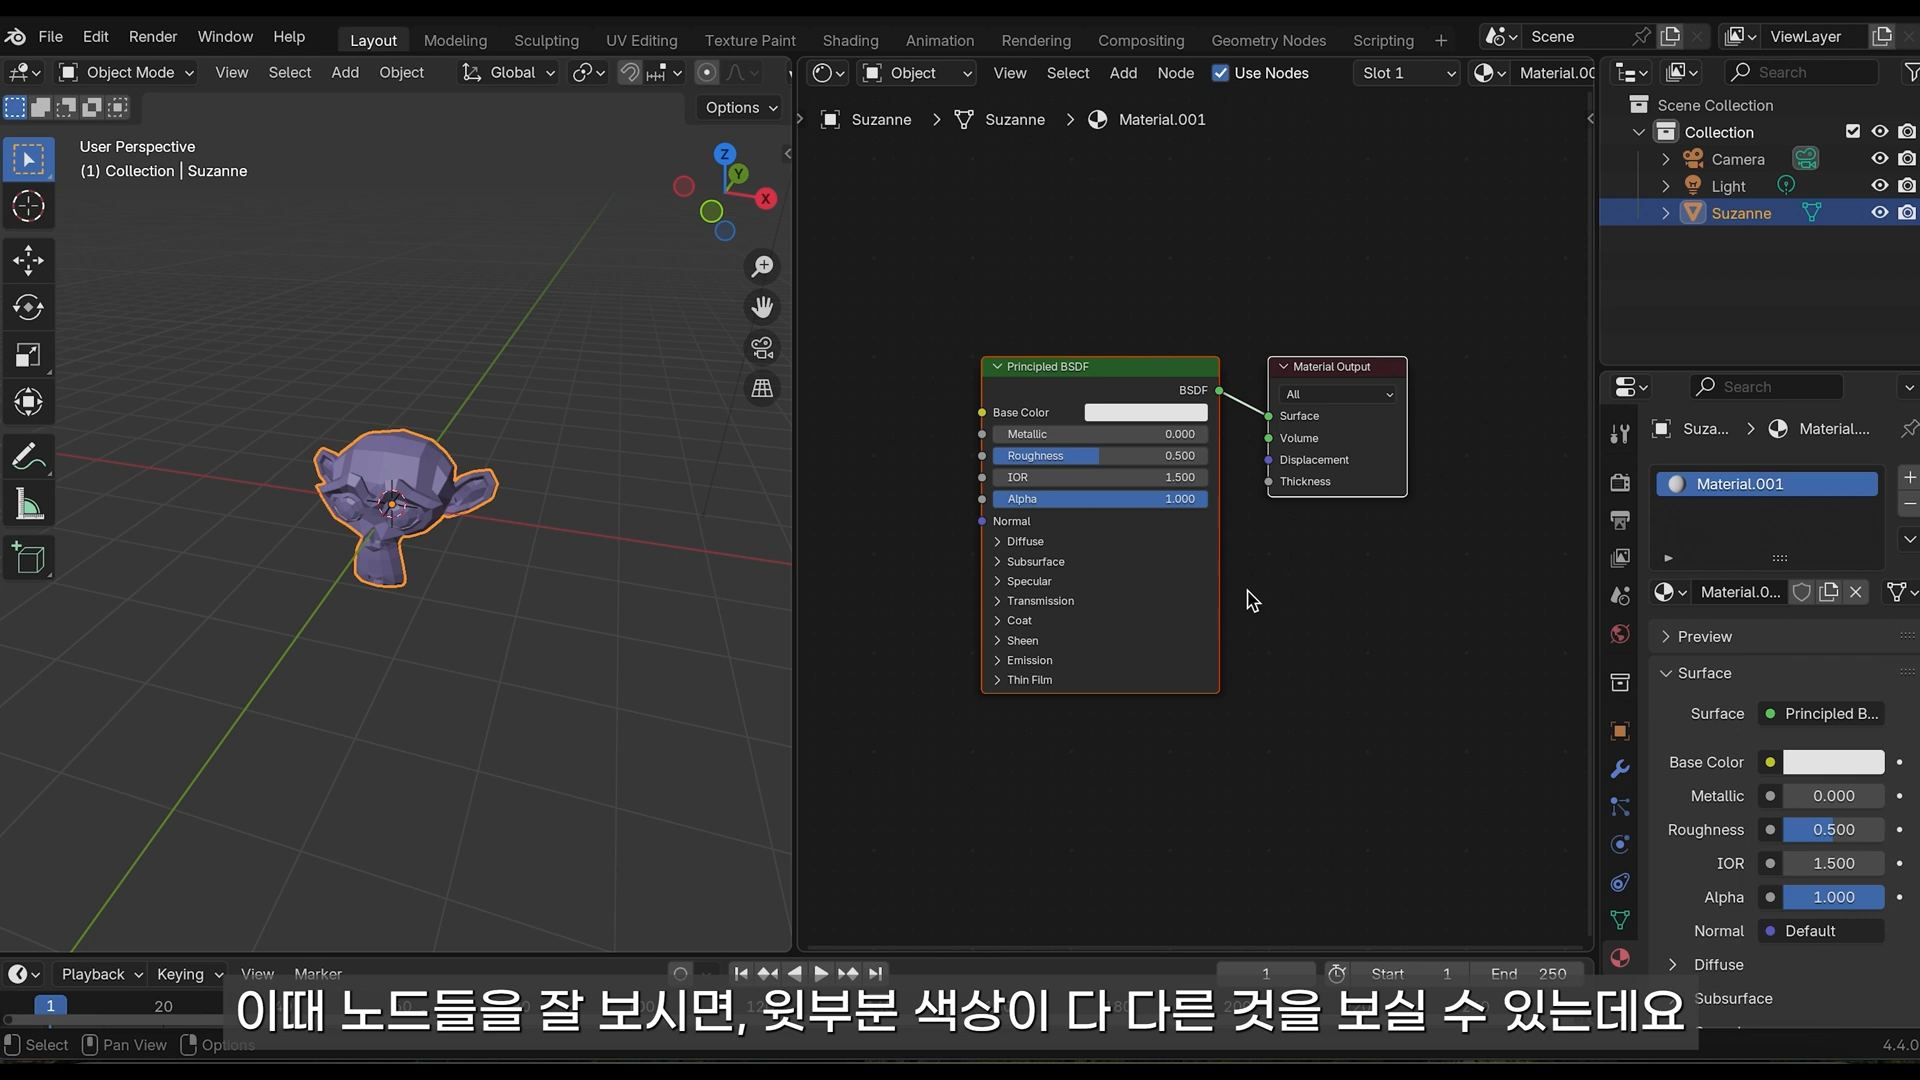 File Edit Render Window Help Layout Modeling Sculpting UV Editing Texture Paint Shading Animation Rendering Compositing Geometry Nodes Scripting + Scene ViewLayer
Object Mode View Select Add Object Global
Options
User Perspective
(1) Collection | Suzanne
Z
Y
X
Object View Select Add Node Use Nodes Slot 1 Material.00
Suzanne > Suzanne > Material.001
Principled BSDF
BSDF
Base Color
Metallic 0.000
Roughness 0.500
IOR 1.500
Alpha 1.000
Normal
Diffuse
Subsurface
Specular
Transmission
Coat
Sheen
Emission
Thin Film
Material Output
All
Surface
Volume
Displacement
Thickness
Search
Scene Collection
Collection
Camera
Light
Suzanne
Search
Suza... > Material....
Material.001
Material.0...
Preview
Surface
Surface Principled B...
Base Color
Metallic 0.000
Roughness 0.500
IOR 1.500
Alpha 1.000
Normal Default
Diffuse
Subsurface
Playback Keying View Marker 1 Start 1 End 250
1 20
이때 노드들을 잘 보시면, 윗부분 색상이 다 다른 것을 보실 수 있는데요
Select Pan View Options 4.4.0